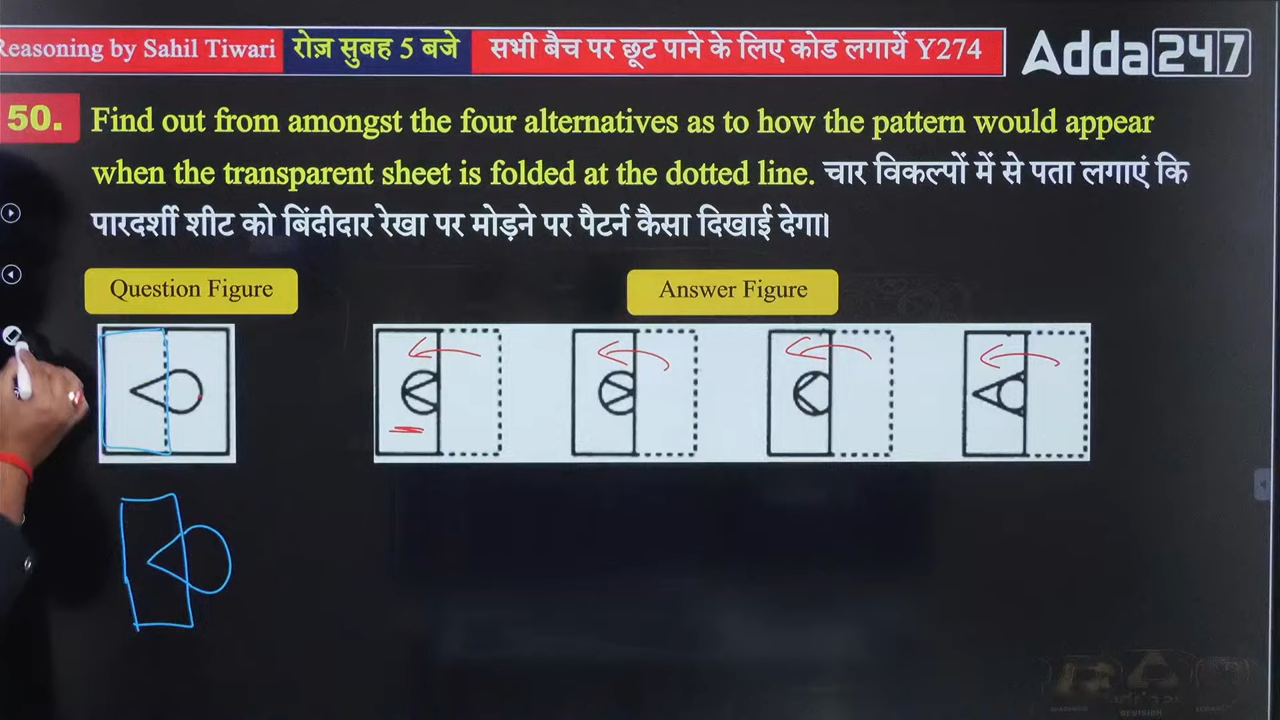 Reasoning by Sahil Tiwari रोज़ सुबह 5 बजे सभी बैच पर छूट पाने के लिए कोड लगायें Y274 Adda247
50. Find out from amongst the four alternatives as to how the pattern would appear
when the transparent sheet is folded at the dotted line. चार विकल्पों में से पता लगाएं कि
पारदर्शी शीट को बिंदीदार रेखा पर मोड़ने पर पैटर्न कैसा दिखाई देगा।
Question Figure Answer Figure